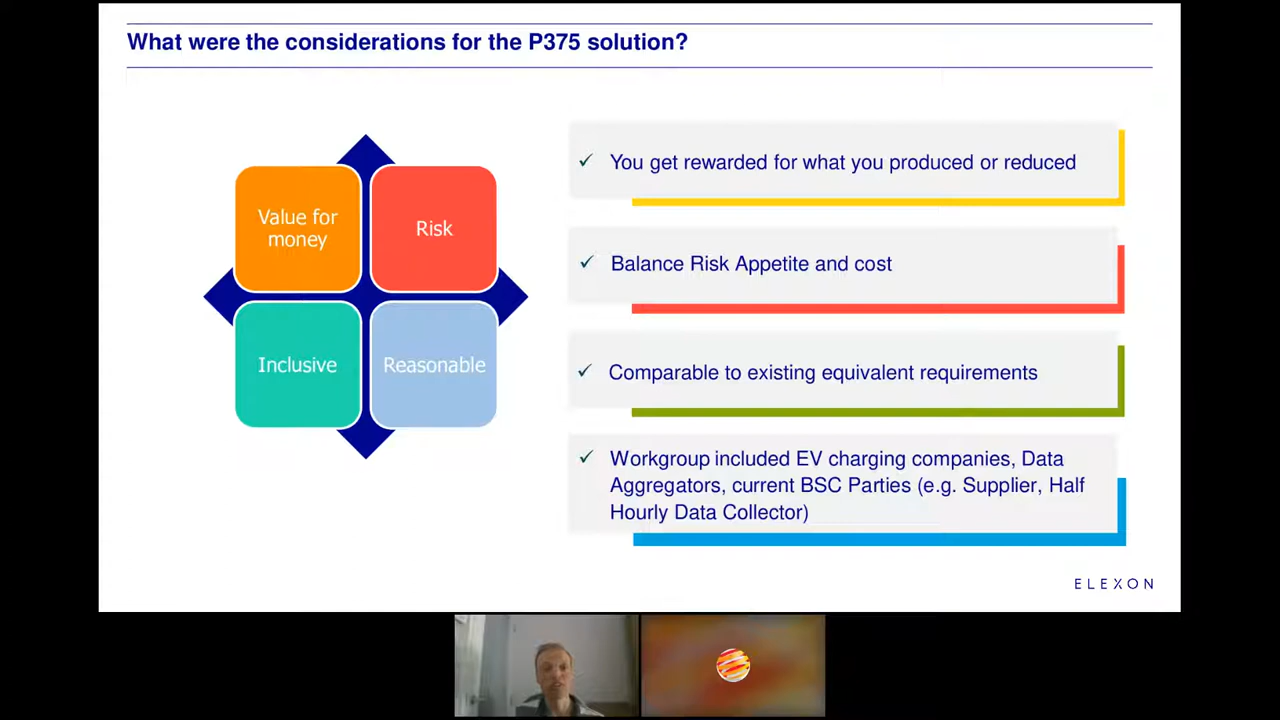 What were the considerations for the P375 solution?
Value for
money
Risk
Inclusive
Reasonable
✓ You get rewarded for what you produced or reduced
✓ Balance Risk Appetite and cost
✓ Comparable to existing equivalent requirements
✓ Workgroup included EV charging companies, Data
Aggregators, current BSC Parties (e.g. Supplier, Half
Hourly Data Collector)
ELEXON